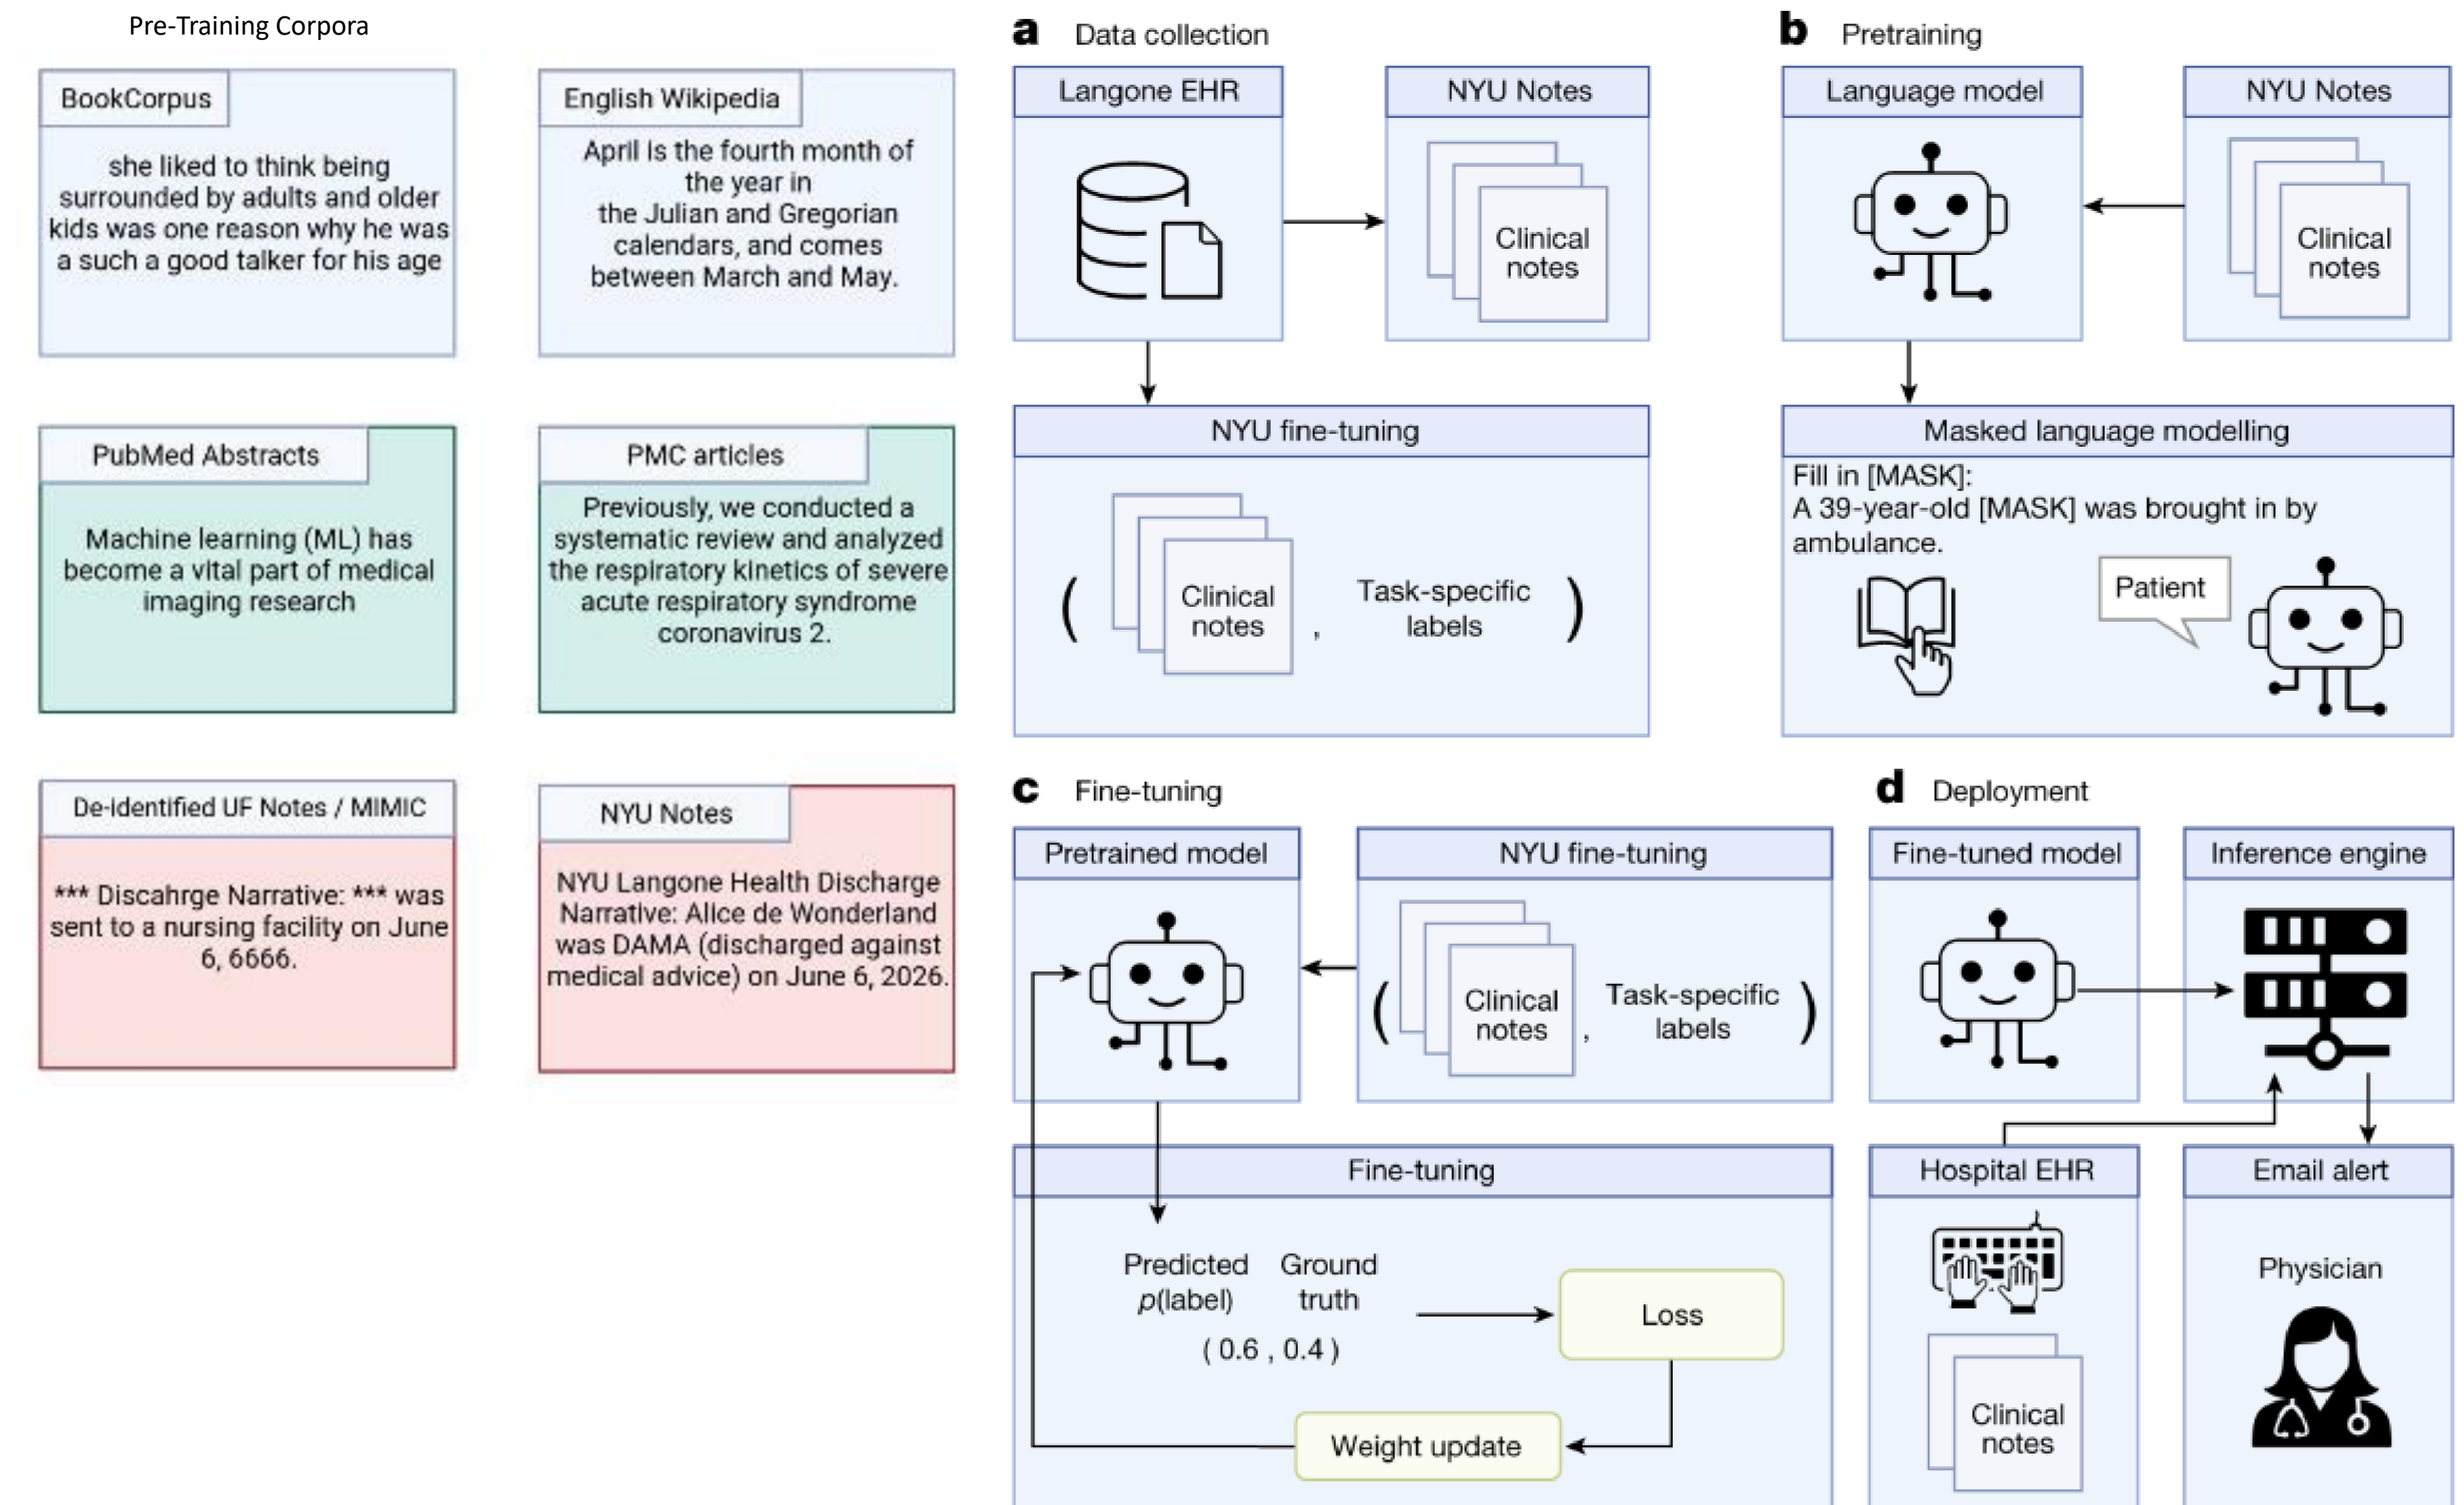 Pre-Training Corpora
BookCorpus
she liked to think being
surrounded by adults and older
kids was one reason why he was
a such a good talker for his age
English Wikipedia
April is the fourth month of
the year in
the Julian and Gregorian
calendars, and comes
between March and May.
PubMed Abstracts
Machine learning (ML) has
become a vital part of medical
imaging research
PMC articles
Previously, we conducted a
systematic review and analyzed
the respiratory kinetics of severe
acute respiratory syndrome
coronavirus 2.
De-identified UF Notes / MIMIC
*** Discahrge Narrative: *** was
sent to a nursing facility on June
6, 6666.
NYU Notes
NYU Langone Health Discharge
Narrative: Alice de Wonderland
was DAMA (discharged against
medical advice) on June 6, 2026.
a Data collection
Langone EHR
NYU Notes
Clinical
notes
NYU fine-tuning
( Clinical
notes , Task-specific
labels )
b Pretraining
Language model
NYU Notes
Clinical
notes
Masked language modelling
Fill in [MASK]:
A 39-year-old [MASK] was brought in by
ambulance.
Patient
c Fine-tuning
Pretrained model
NYU fine-tuning
( Clinical
notes , Task-specific
labels )
Fine-tuning
Predicted
p(label)
Ground
truth
( 0.6 , 0.4 )
Loss
Weight update
d Deployment
Fine-tuned model
Inference engine
Hospital EHR
Clinical
notes
Email alert
Physician